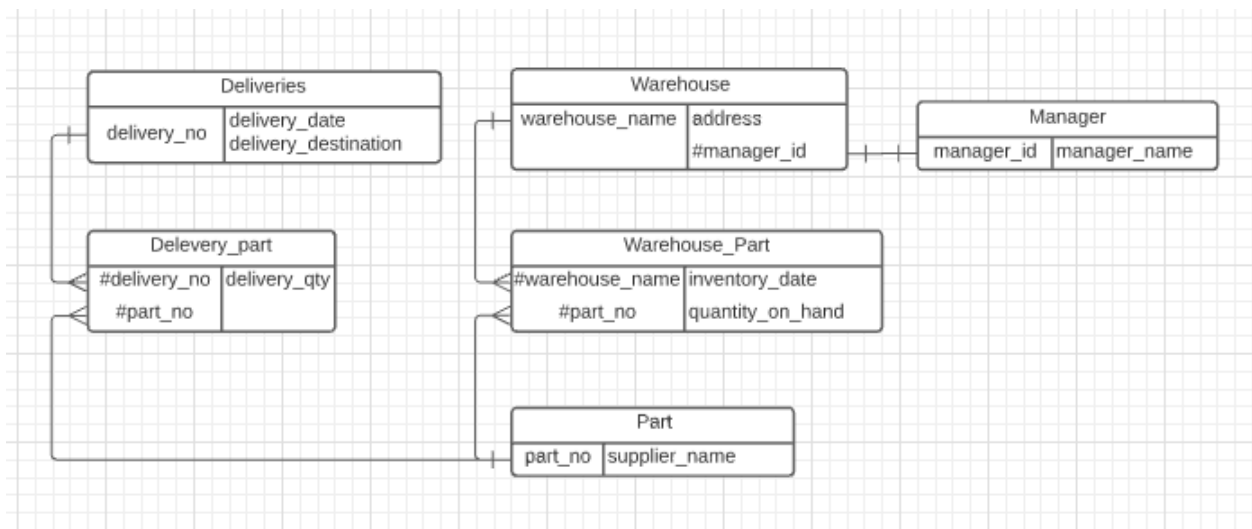 Deliveries
delivery_no
delivery_date
delivery_destination
Warehouse
warehouse_name
address
#manager_id
Manager
manager_id
manager_name
Delevery_part
#delivery_no
delivery_qty
#part_no
Warehouse_Part
#warehouse_name
inventory_date
#part_no
quantity_on_hand
Part
part_no
supplier_name